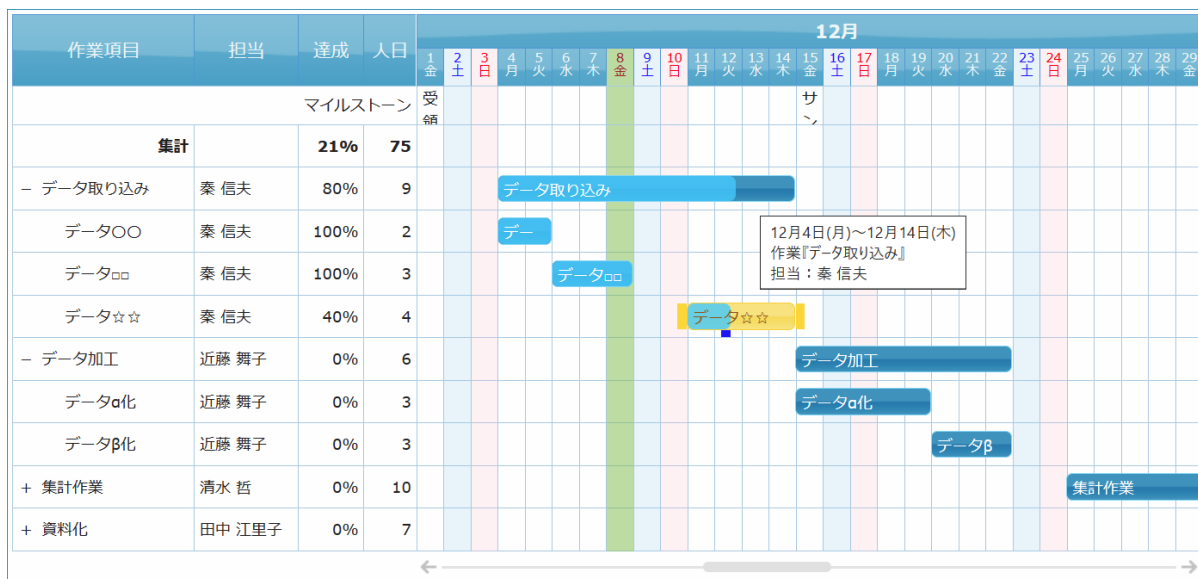 作業項目 担当 達成 人日 12月
1 2 3 4 5 6 7 8 9 10 11 12 13 14 15 16 17 18 19 20 21 22 23 24 25 26 27 28 29
金 土 日 月 火 水 木 金 土 日 月 火 水 木 金 土 日 月 火 水 木 金 土 日 月 火 水 木 金
マイルストーン 受 サ
領 ン
集計 21% 75
− データ取り込み 秦 信夫 80% 9 データ取り込み
データ〇〇 秦 信夫 100% 2 デー
12月4日(月)～12月14日(木)
作業『データ取り込み』
担当：秦 信夫
データ□□ 秦 信夫 100% 3 データ□□
データ☆☆ 秦 信夫 40% 4 データ☆☆
− データ加工 近藤 舞子 0% 6 データ加工
データα化 近藤 舞子 0% 3 データα化
データβ化 近藤 舞子 0% 3 データβ
+ 集計作業 清水 哲 0% 10 集計作業
+ 資料化 田中 江里子 0% 7